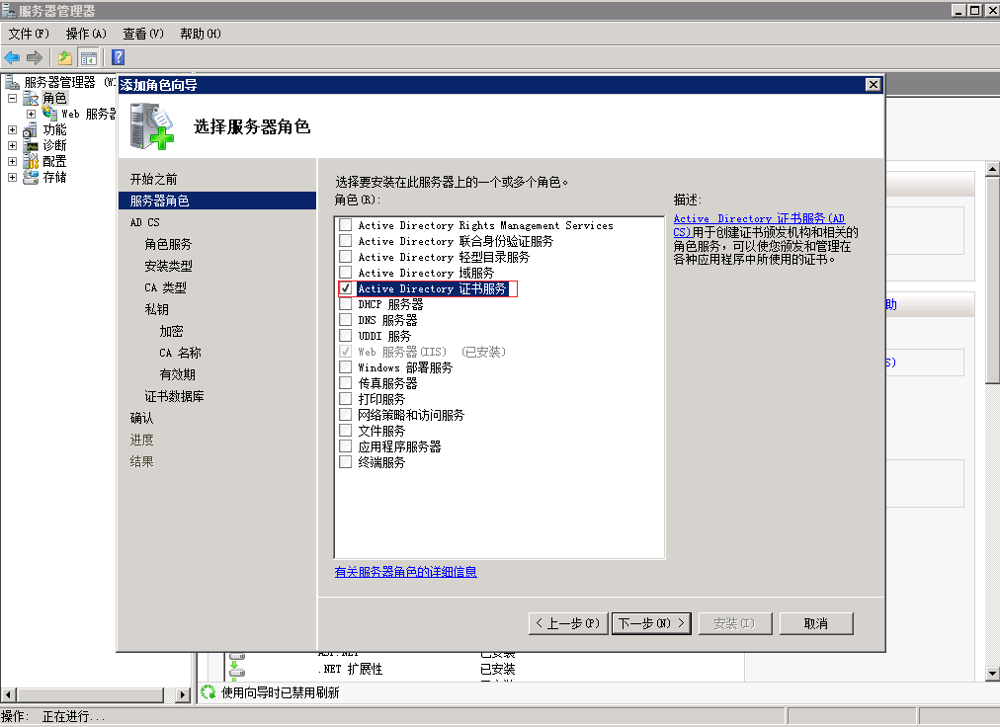 服务器管理器
文件(F) 操作(A) 查看(V) 帮助(H)
服务器管理器 (W
角色
Web 服务器
功能
诊断
配置
存储
添加角色向导
选择服务器角色
开始之前
服务器角色
AD CS
角色服务
安装类型
CA 类型
私钥
加密
CA 名称
有效期
证书数据库
确认
进度
结果
选择要安装在此服务器上的一个或多个角色。
角色(R):
Active Directory Rights Management Services
Active Directory 联合身份验证服务
Active Directory 轻型目录服务
Active Directory 域服务
Active Directory 证书服务
DHCP 服务器
DNS 服务器
UDDI 服务
Web 服务器(IIS) (已安装)
Windows 部署服务
传真服务器
打印服务
网络策略和访问服务
文件服务
应用程序服务器
终端服务
有关服务器角色的详细信息
描述:
Active Directory 证书服务(AD
CS)用于创建证书颁发机构和相关的
角色服务，可以使您颁发和管理在
各种应用程序中所使用的证书。
助
S)
< 上一步(P) 下一步(N) > 安装(I) 取消
ASP.NET 已安装
.NET 扩展性 已安装
使用向导时已禁用刷新
操作: 正在进行...